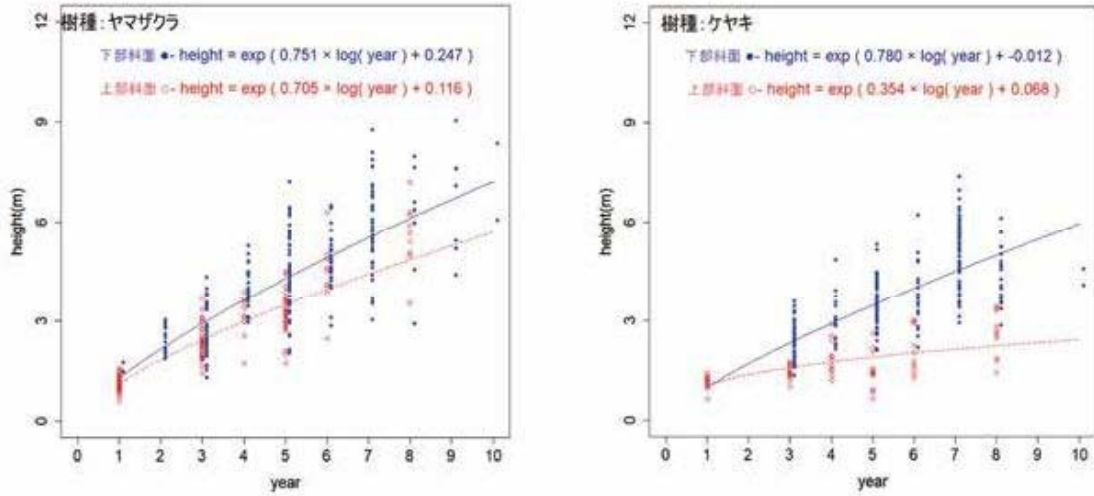 樹種：ヤマザクラ
下部斜面 •- height = exp ( 0.751 × log( year ) + 0.247 )
上部斜面 ○- height = exp ( 0.705 × log( year ) + 0.116 )
12
9
6
3
0
height(m)
0 1 2 3 4 5 6 7 8 9 10
year
樹種：ケヤキ
下部斜面 •- height = exp ( 0.780 × log( year ) + -0.012 )
上部斜面 ○- height = exp ( 0.354 × log( year ) + 0.068 )
12
9
6
3
0
height(m)
0 1 2 3 4 5 6 7 8 9 10
year